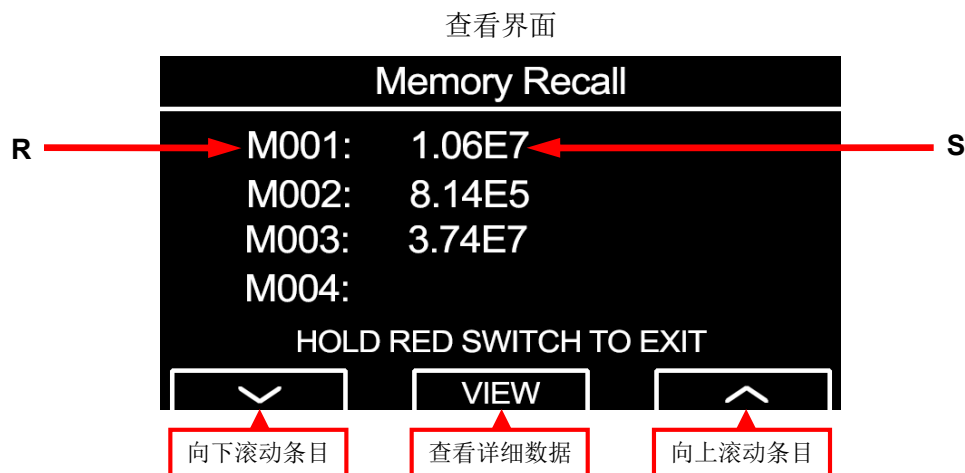 查看界面
Memory Recall
R M001: 1.06E7 S
M002: 8.14E5
M003: 3.74E7
M004:
HOLD RED SWITCH TO EXIT
VIEW
向下滚动条目 查看详细数据 向上滚动条目